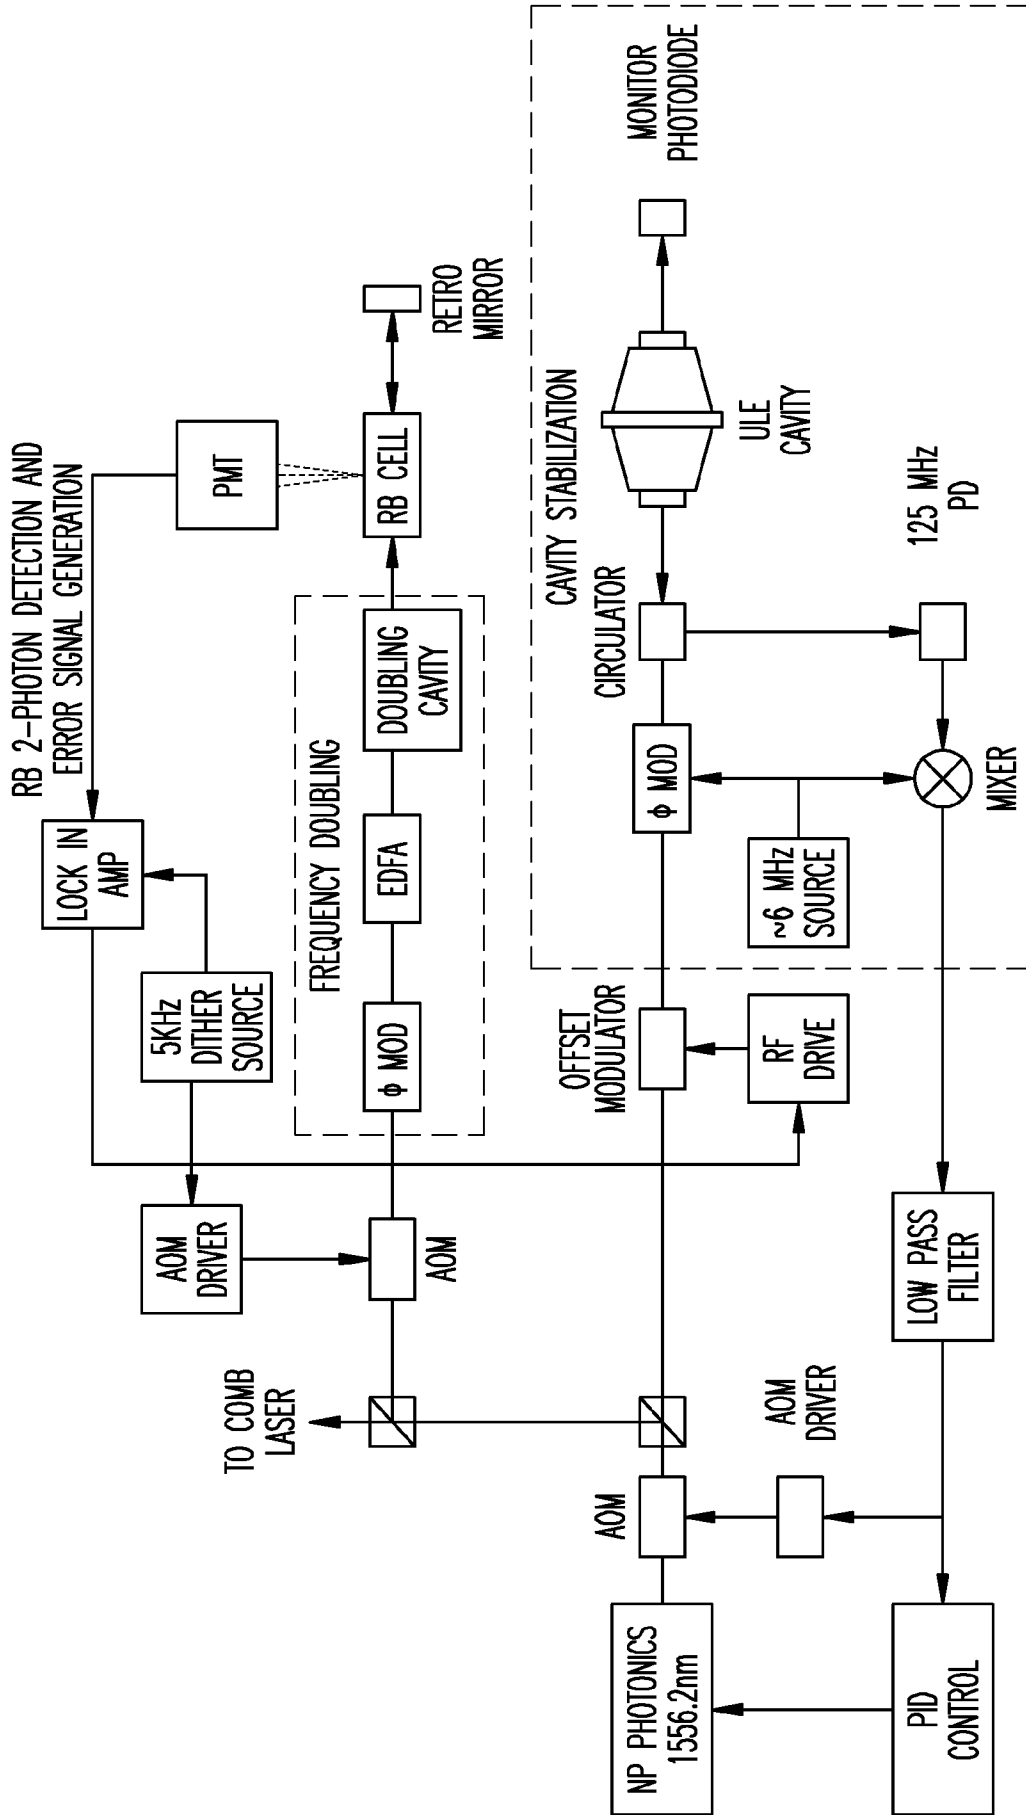 RB 2-PHOTON DETECTION AND
ERROR SIGNAL GENERATION
LOCK IN
AMP
PMT
5KHz
DITHER
SOURCE
AOM
DRIVER
FREQUENCY DOUBLING
TO COMB
LASER
AOM
ϕ MOD
EDFA
DOUBLING
CAVITY
RB CELL
RETRO
MIRROR
CAVITY STABILIZATION
NP PHOTONICS
1556.2nm
AOM
OFFSET
MODULATOR
ϕ MOD
CIRCULATOR
ULE
CAVITY
MONITOR
PHOTODIODE
AOM
DRIVER
RF
DRIVE
~6 MHz
SOURCE
125 MHz
PD
PID
CONTROL
LOW PASS
FILTER
MIXER